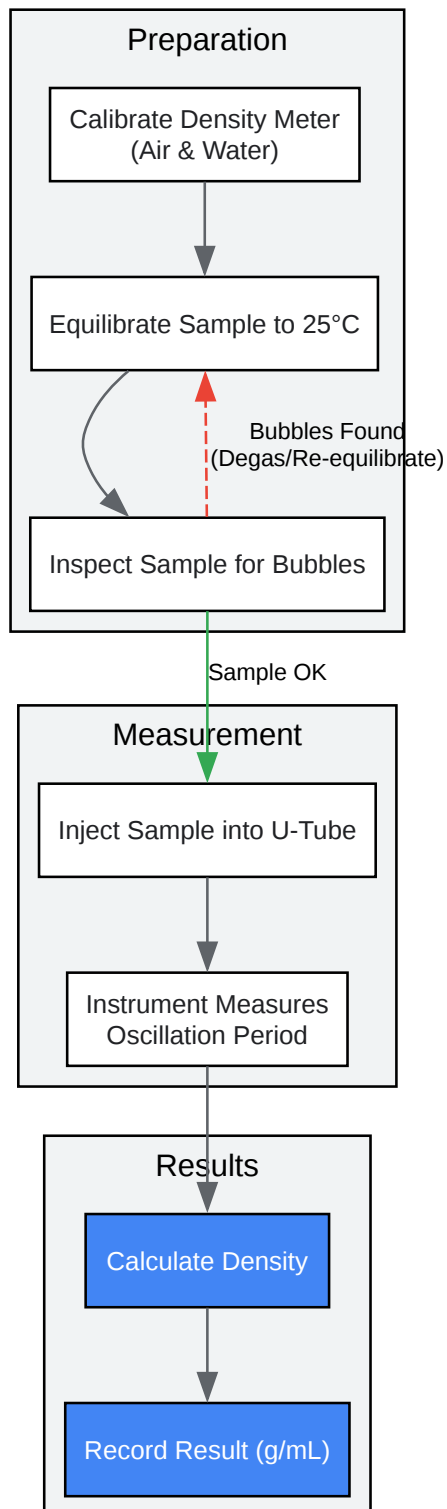 Preparation
Calibrate Density Meter
(Air & Water)
Equilibrate Sample to 25°C
Bubbles Found
(Degas/Re-equilibrate)
Inspect Sample for Bubbles
Sample OK
Measurement
Inject Sample into U-Tube
Instrument Measures
Oscillation Period
Results
Calculate Density
Record Result (g/mL)